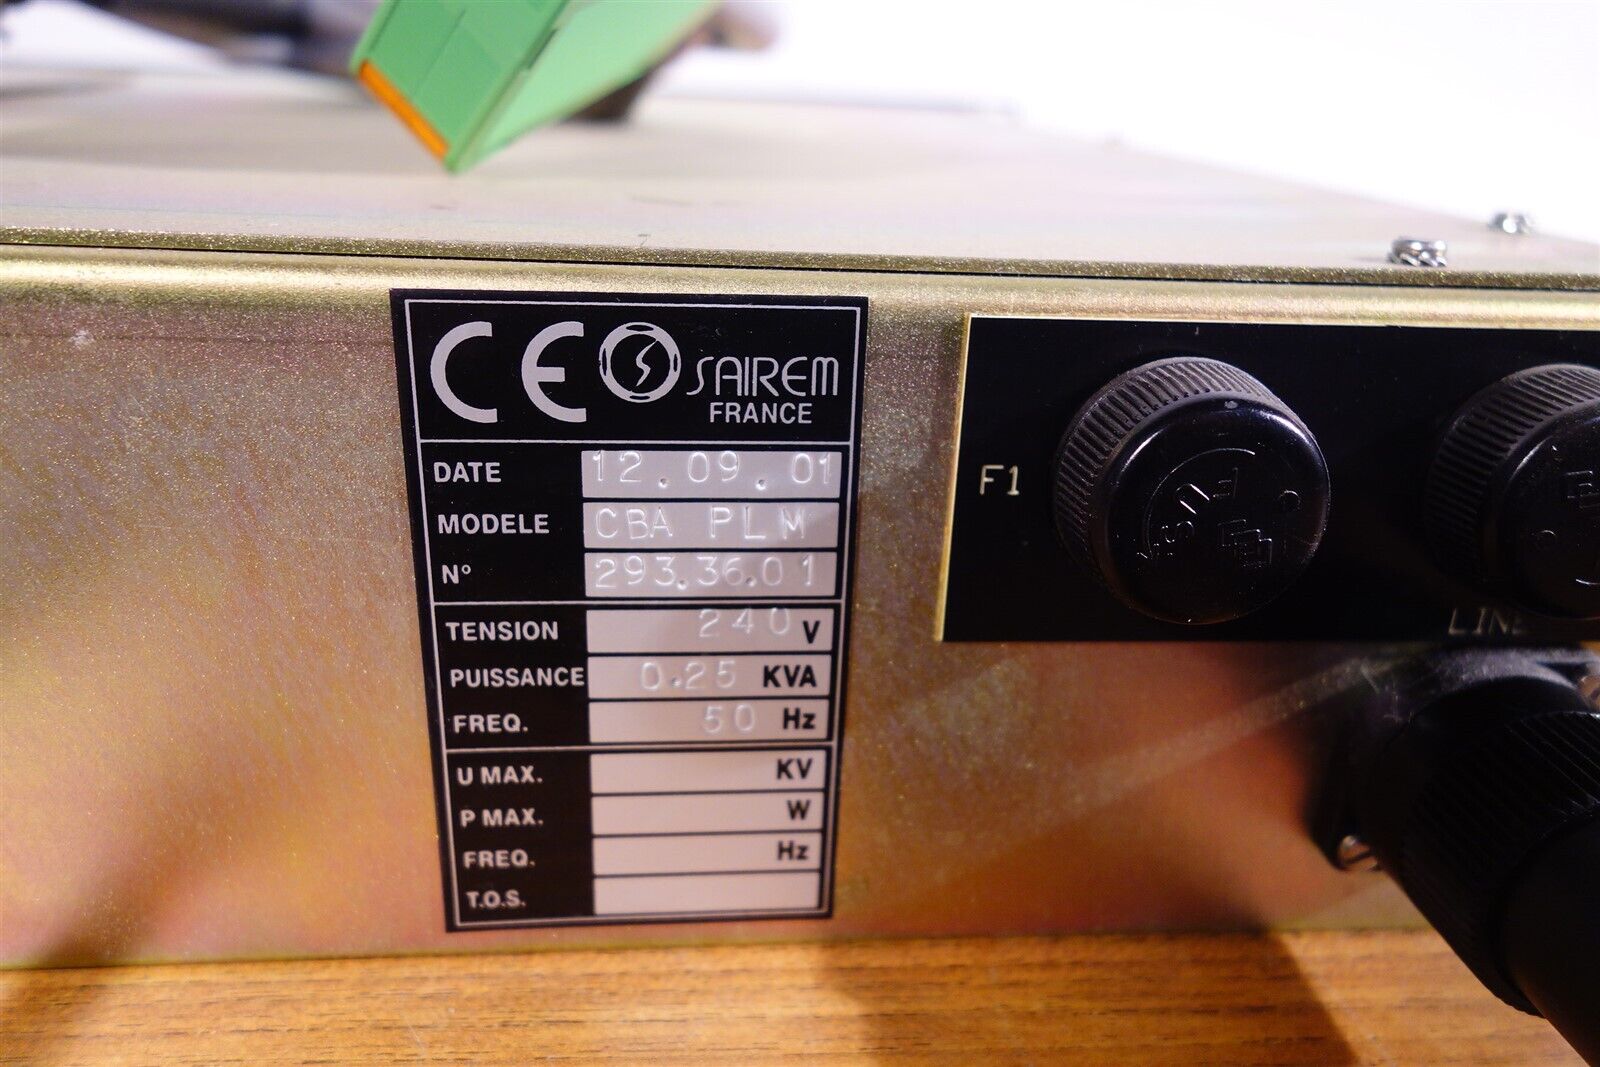 CE SAIREM
FRANCE
DATE 12.09.01
MODELE CBA PLM
N° 293.36.01
TENSION 240 V
PUISSANCE 0.25 KVA
FREQ. 50 Hz
U MAX. KV
P MAX. W
FREQ. Hz
T.O.S.
F1